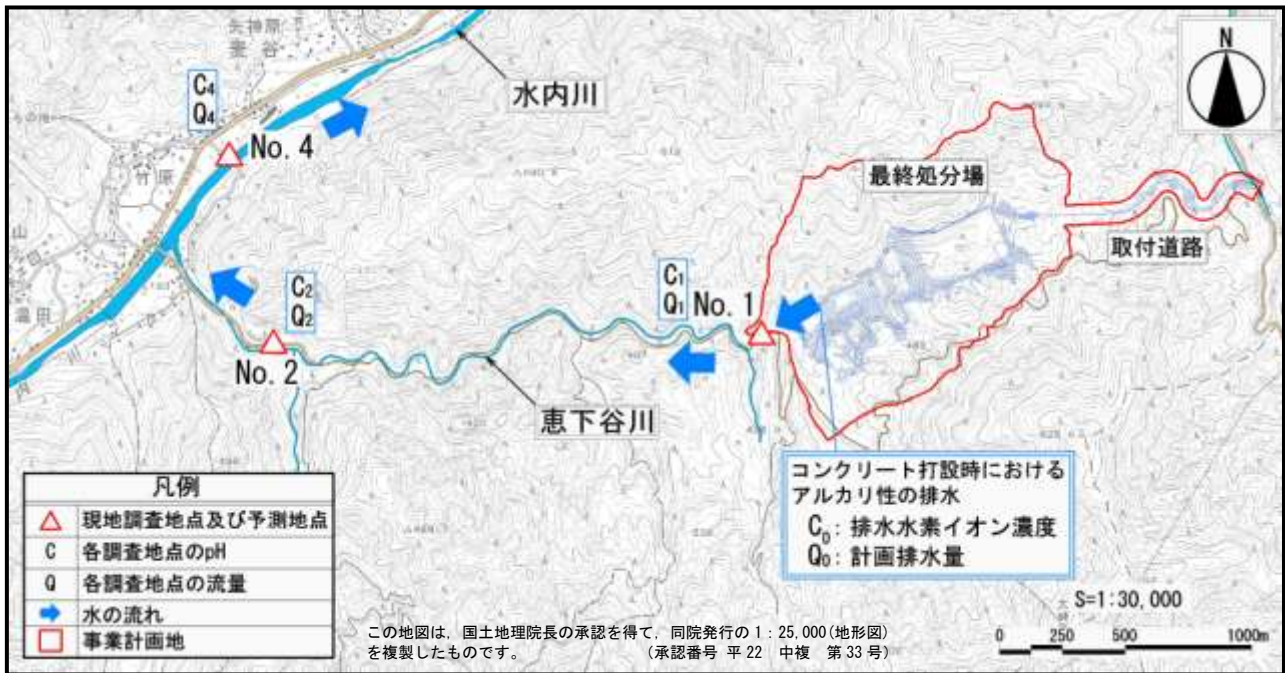 矢神原
水内川
N
C₄
Q₄
No. 4
竹原
最終処分場
取付道路
C₁
Q₁
No. 1
C₂
Q₂
No. 2
湯田
恵下谷川
コンクリート打設時における
アルカリ性の排水
C₀：排水水素イオン濃度
Q₀：計画排水量
凡例
現地調査地点及び予測地点
C 各調査地点のpH
Q 各調査地点の流量
水の流れ
事業計画地
この地図は，国土地理院長の承認を得て，同院発行の1：25,000(地形図)
を複製したものです。 （承認番号 平22 中複 第33号）
S=1:30,000
0 250 500 1000m